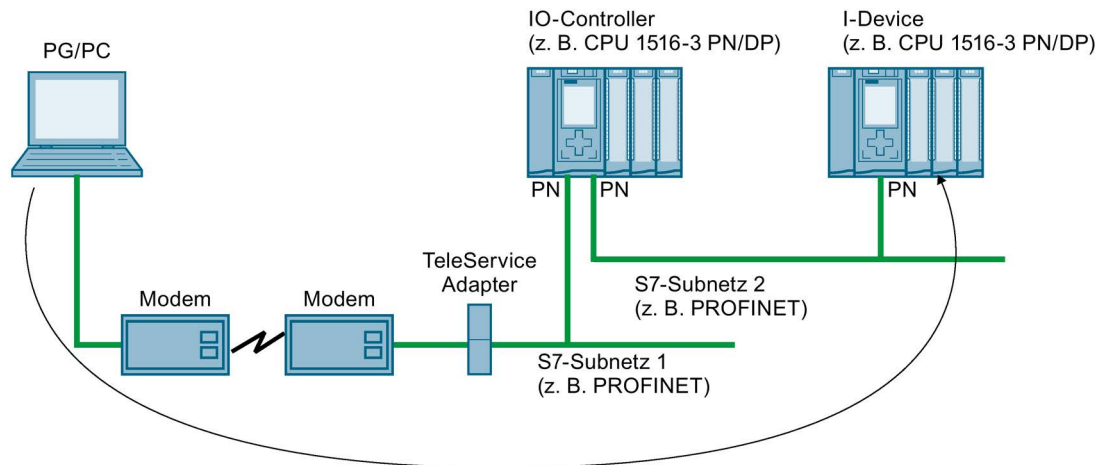 IO-Controller
(z. B. CPU 1516-3 PN/DP)
I-Device
(z. B. CPU 1516-3 PN/DP)
PG/PC
PN
PN
PN
TeleService
Adapter
S7-Subnetz 2
(z. B. PROFINET)
Modem
Modem
S7-Subnetz 1
(z. B. PROFINET)